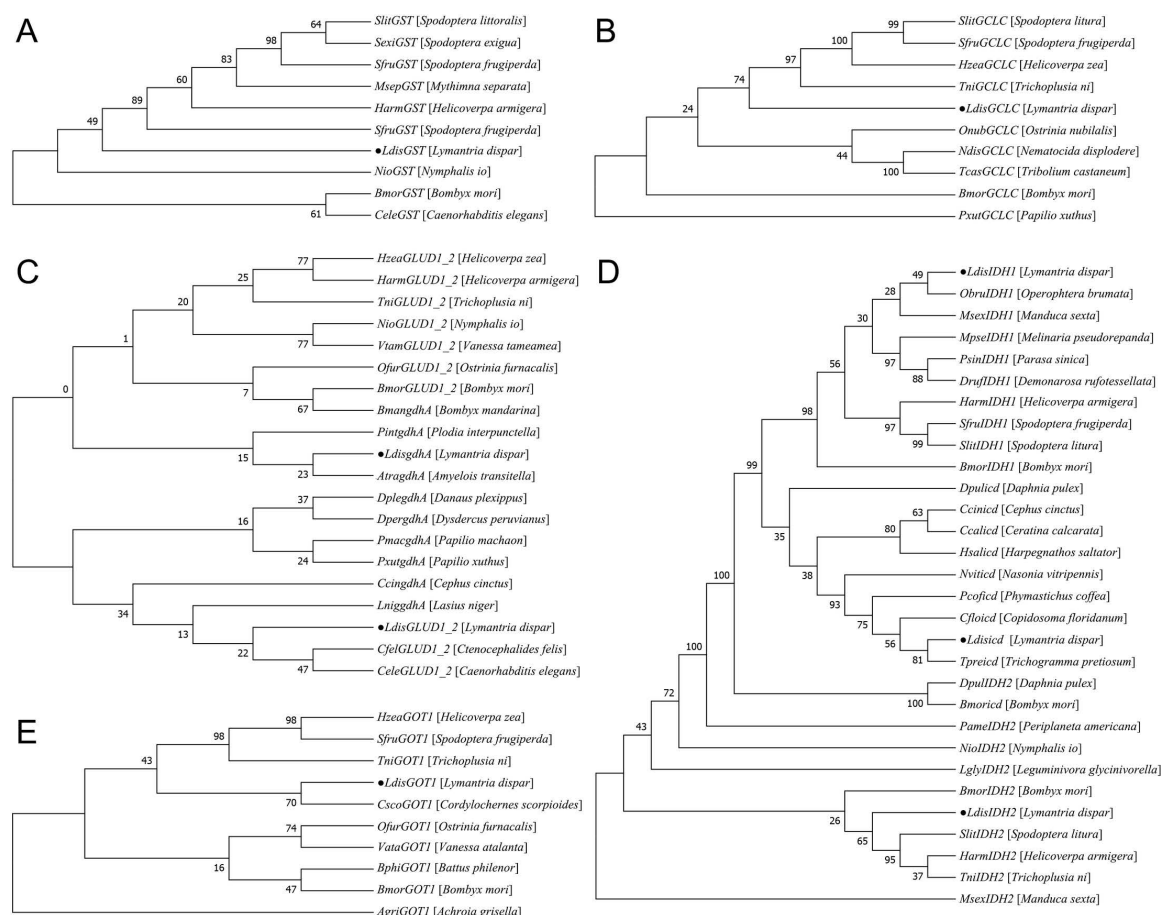 A
SlitGST [Spodoptera littoralis]
64
SexiGST [Spodoptera exigua]
98
SfruGST [Spodoptera frugiperda]
83
MsepGST [Mythimna separata]
60
HarmGST [Helicoverpa armigera]
89
SfruGST [Spodoptera frugiperda]
49
●LdisGST [Lymantria dispar]
NioGST [Nymphalis io]
BmorGST [Bombyx mori]
61
CeleGST [Caenorhabditis elegans]
B
SlitGCLC [Spodoptera litura]
99
SfruGCLC [Spodoptera frugiperda]
100
HzeaGCLC [Helicoverpa zea]
97
TniGCLC [Trichoplusia ni]
74
●LdisGCLC [Lymantria dispar]
24
OnubGCLC [Ostrinia nubilalis]
44
NdisGCLC [Nematocida displodere]
100
TcasGCLC [Tribolium castaneum]
BmorGCLC [Bombyx mori]
PxutGCLC [Papilio xuthus]
C
HzeaGLUD1_2 [Helicoverpa zea]
77
HarmGLUD1_2 [Helicoverpa armigera]
25
TniGLUD1_2 [Trichoplusia ni]
20
NioGLUD1_2 [Nymphalis io]
77
VtamGLUD1_2 [Vanessa tameamea]
1
OfurGLUD1_2 [Ostrinia furnacalis]
7
BmorGLUD1_2 [Bombyx mori]
67
BmangdhA [Bombyx mandarina]
0
PintgdhA [Plodia interpunctella]
15
●LdisgdhA [Lymantria dispar]
23
AtragdhA [Amyelois transitella]
DplegdhA [Danaus plexippus]
37
DpergdhA [Dysdercus peruvianus]
16
PmacgdhA [Papilio machaon]
24
PxutgdhA [Papilio xuthus]
CcingdhA [Cephus cinctus]
34
LniggdhA [Lasius niger]
13
●LdisGLUD1_2 [Lymantria dispar]
22
CfelGLUD1_2 [Ctenocephalides felis]
47
CeleGLUD1_2 [Caenorhabditis elegans]
D
49
●LdisIDH1 [Lymantria dispar]
28
ObruIDH1 [Operophtera brumata]
30
MsexIDH1 [Manduca sexta]
MpseIDH1 [Melinaria pseudorepanda]
97
PsinIDH1 [Parasa sinica]
88
DrufIDH1 [Demonarosa rufotessellata]
56
HarmIDH1 [Helicoverpa armigera]
97
SfruIDH1 [Spodoptera frugiperda]
99
SlitIDH1 [Spodoptera litura]
98
BmorIDH1 [Bombyx mori]
99
Dpulicd [Daphnia pulex]
35
63
Ccinicd [Cephus cinctus]
80
Ccalicd [Ceratina calcarata]
Hsalicd [Harpegnathos saltator]
38
Nviticd [Nasonia vitripennis]
93
Pcoficd [Phymastichus coffea]
75
Cfloicd [Copidosoma floridanum]
56
●Ldisicd [Lymantria dispar]
81
Tpreicd [Trichogramma pretiosum]
100
DpulIDH2 [Daphnia pulex]
100
Bmoricd [Bombyx mori]
100
PameIDH2 [Periplaneta americana]
72
NioIDH2 [Nymphalis io]
43
LglyIDH2 [Leguminivora glycinivorella]
BmorIDH2 [Bombyx mori]
26
●LdisIDH2 [Lymantria dispar]
65
SlitIDH2 [Spodoptera litura]
95
HarmIDH2 [Helicoverpa armigera]
37
TniIDH2 [Trichoplusia ni]
MsexIDH2 [Manduca sexta]
E
HzeaGOT1 [Helicoverpa zea]
98
SfruGOT1 [Spodoptera frugiperda]
98
TniGOT1 [Trichoplusia ni]
43
●LdisGOT1 [Lymantria dispar]
70
CscoGOT1 [Cordylochernes scorpioides]
OfurGOT1 [Ostrinia furnacalis]
74
VataGOT1 [Vanessa atalanta]
16
BphiGOT1 [Battus philenor]
47
BmorGOT1 [Bombyx mori]
AgriGOT1 [Achroia grisella]